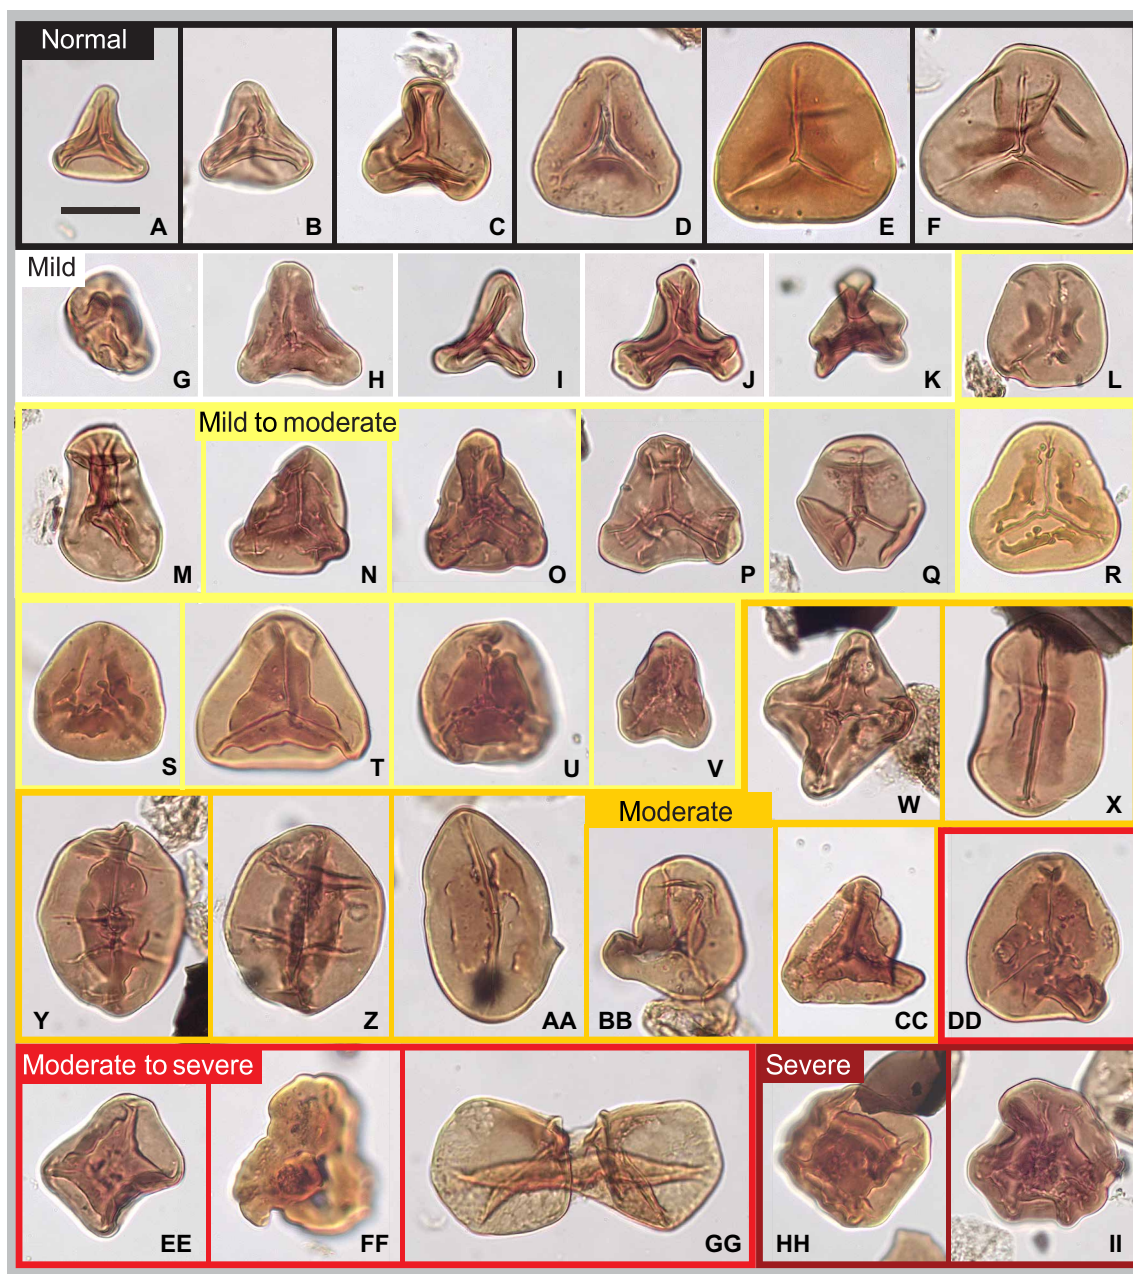 Normal
A B C D E F
Mild
G H I J K L
Mild to moderate
M N O P Q R
S T U V W X
Moderate
Y Z AA BB CC DD
Moderate to severe Severe
EE FF GG HH II